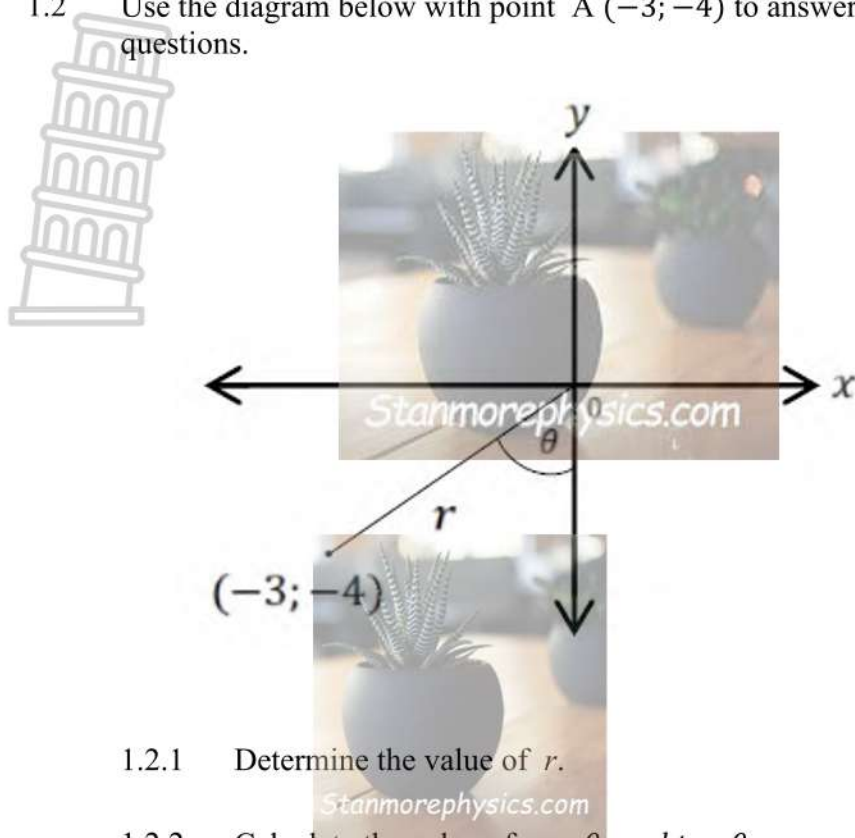 1.2 Use the diagram below with point A (−3; −4) to answer
questions.
y
x
0
Stanmorephysics.com
θ
r
(−3; −4)
1.2.1 Determine the value of r.
Stanmorephysics.com